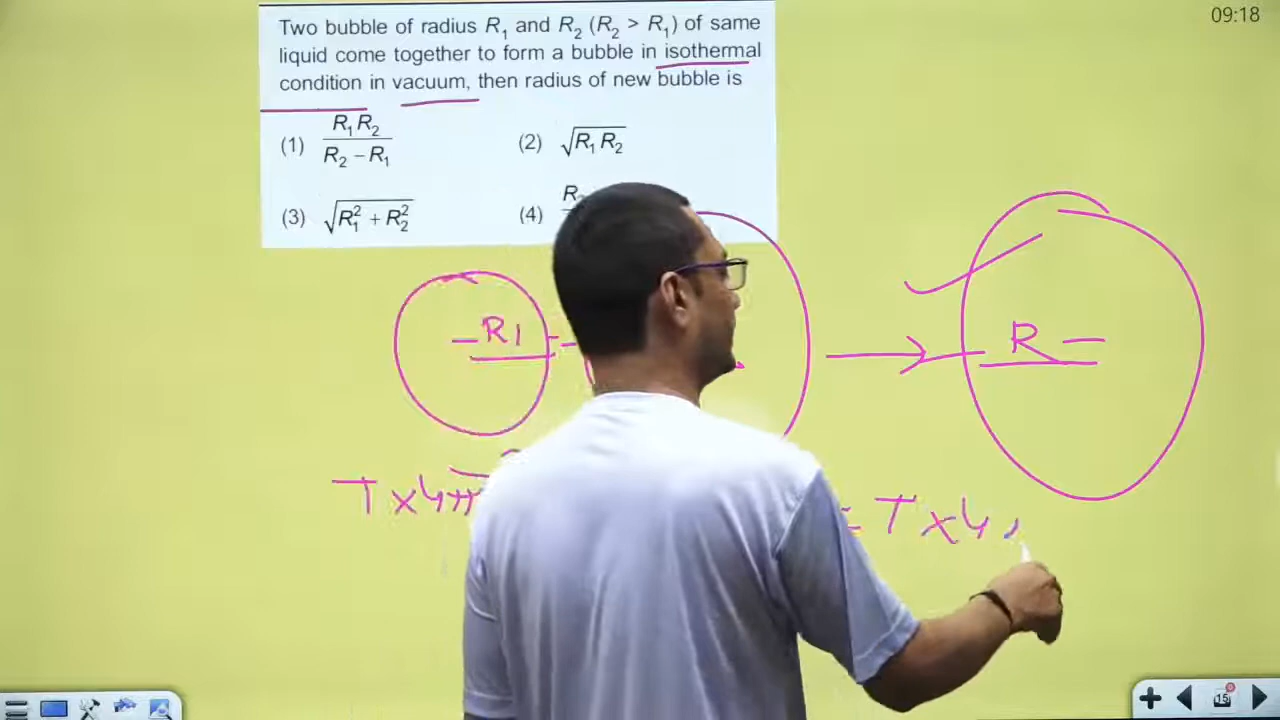 09:18
Two bubble of radius R₁ and R₂ (R₂ > R₁) of same
liquid come together to form a bubble in isothermal
condition in vacuum, then radius of new bubble is
(1) R₁R₂ / (R₂ − R₁)
(2) √(R₁R₂)
(3) √(R₁² + R₂²)
(4)
R₁
R
T×4π
= T×4
15